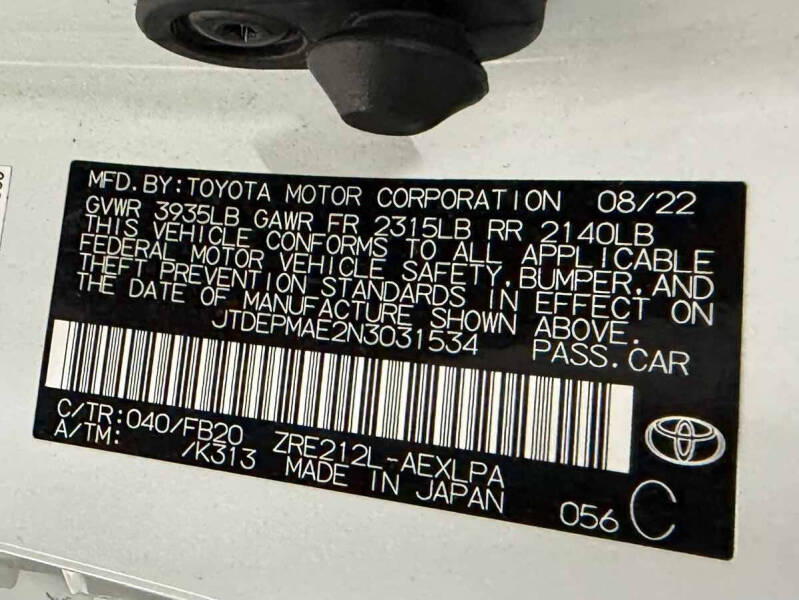 MFD.BY:TOYOTA MOTOR CORPORATION 08/22
GVWR 3935LB GAWR FR 2315LB RR 2140LB
THIS VEHICLE CONFORMS TO ALL APPLICABLE
FEDERAL MOTOR VEHICLE SAFETY,BUMPER,AND
THEFT PREVENTION STANDARDS IN EFFECT ON
THE DATE OF MANUFACTURE SHOWN ABOVE.
JTDEPMAE2N3031534 PASS.CAR
C/TR:040/FB20 ZRE212L-AEXLPA
A/TM: /K313 MADE IN JAPAN
056 C